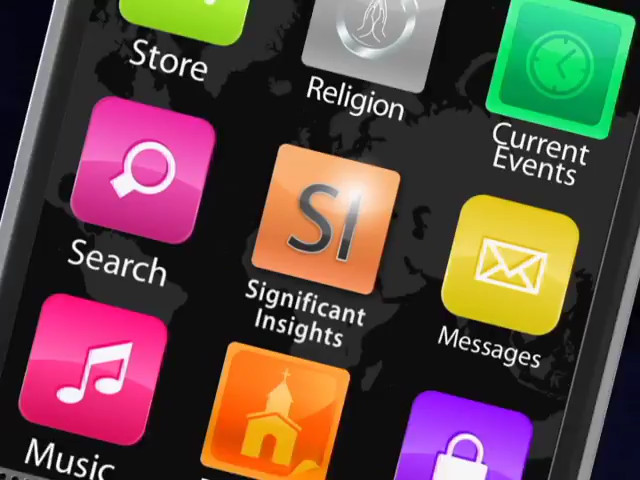 Store
Religion
Current
Events
Search
SI
Significant
Insights
Messages
Music